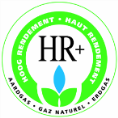 HOOG RENDEMENT • HAUT RENDEMENT
HR+
AARDGAS • GAZ NATUREL • ERDGAS